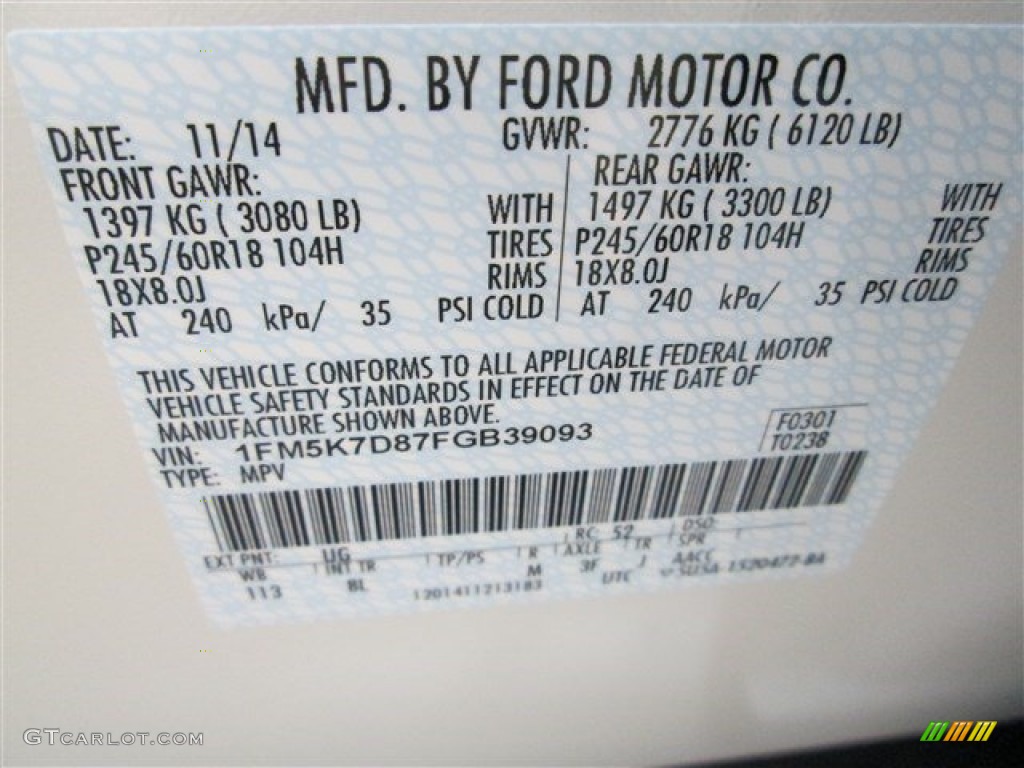 MFD. BY FORD MOTOR CO.
DATE: 11/14 GVWR: 2776 KG ( 6120 LB)
FRONT GAWR: REAR GAWR:
1397 KG ( 3080 LB) WITH 1497 KG ( 3300 LB) WITH
P245/60R18 104H TIRES P245/60R18 104H TIRES
18X8.0J RIMS 18X8.0J RIMS
AT 240 kPa/ 35 PSI COLD AT 240 kPa/ 35 PSI COLD
THIS VEHICLE CONFORMS TO ALL APPLICABLE FEDERAL MOTOR
VEHICLE SAFETY STANDARDS IN EFFECT ON THE DATE OF
MANUFACTURE SHOWN ABOVE.
VIN: 1FM5K7D87FGB39093 F0301
TYPE: MPV T0238
EXT PNT: UG RC: 52 DSO:
WB INT TR TP/PS R AXLE TR SPR
113 8L M 3F J AACC
1201411213183 UTC
GTCARLOT.COM